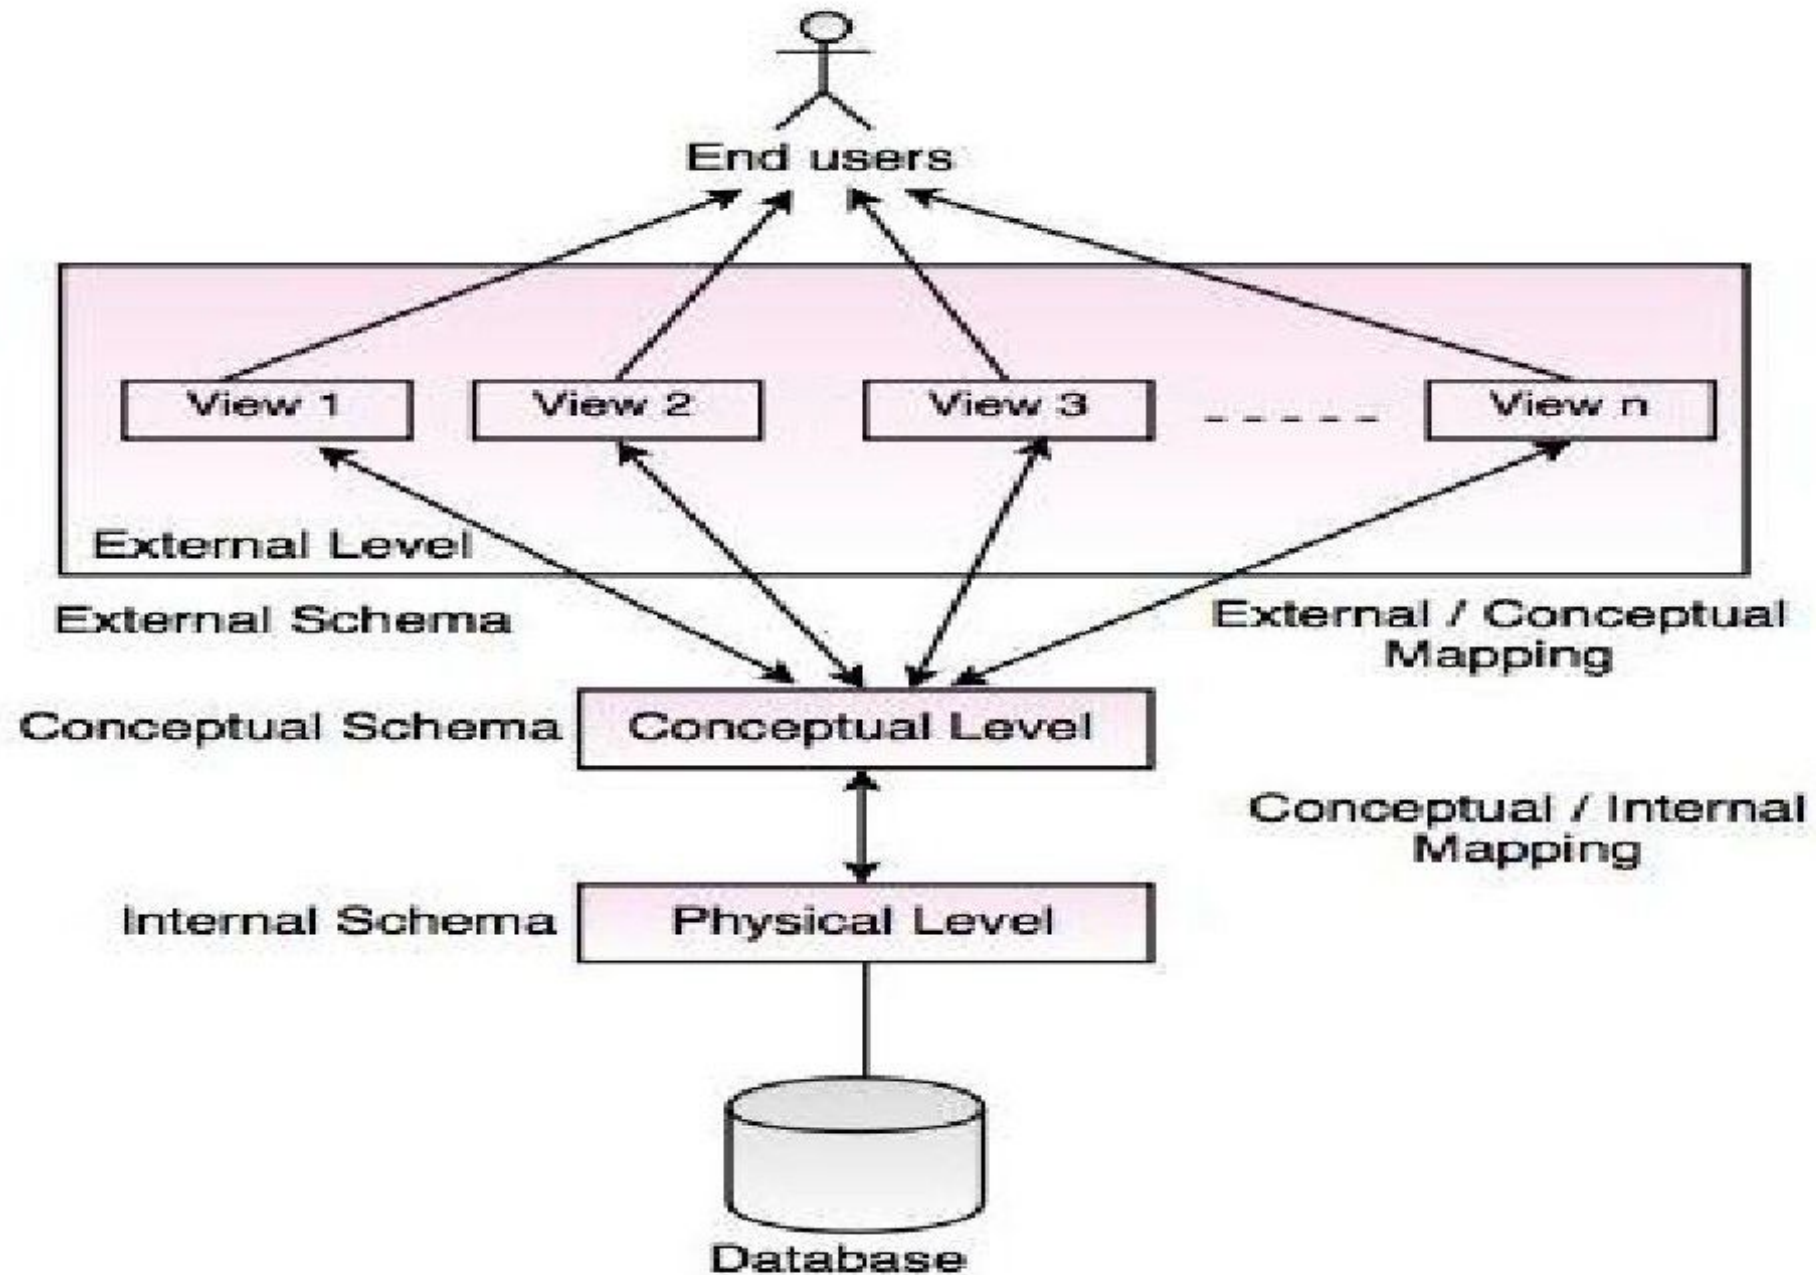 End users
View 1
View 2
View 3
- - - - -
View n
External Level
External Schema
External / Conceptual
Mapping
Conceptual Schema
Conceptual Level
Conceptual / Internal
Mapping
Internal Schema
Physical Level
Database